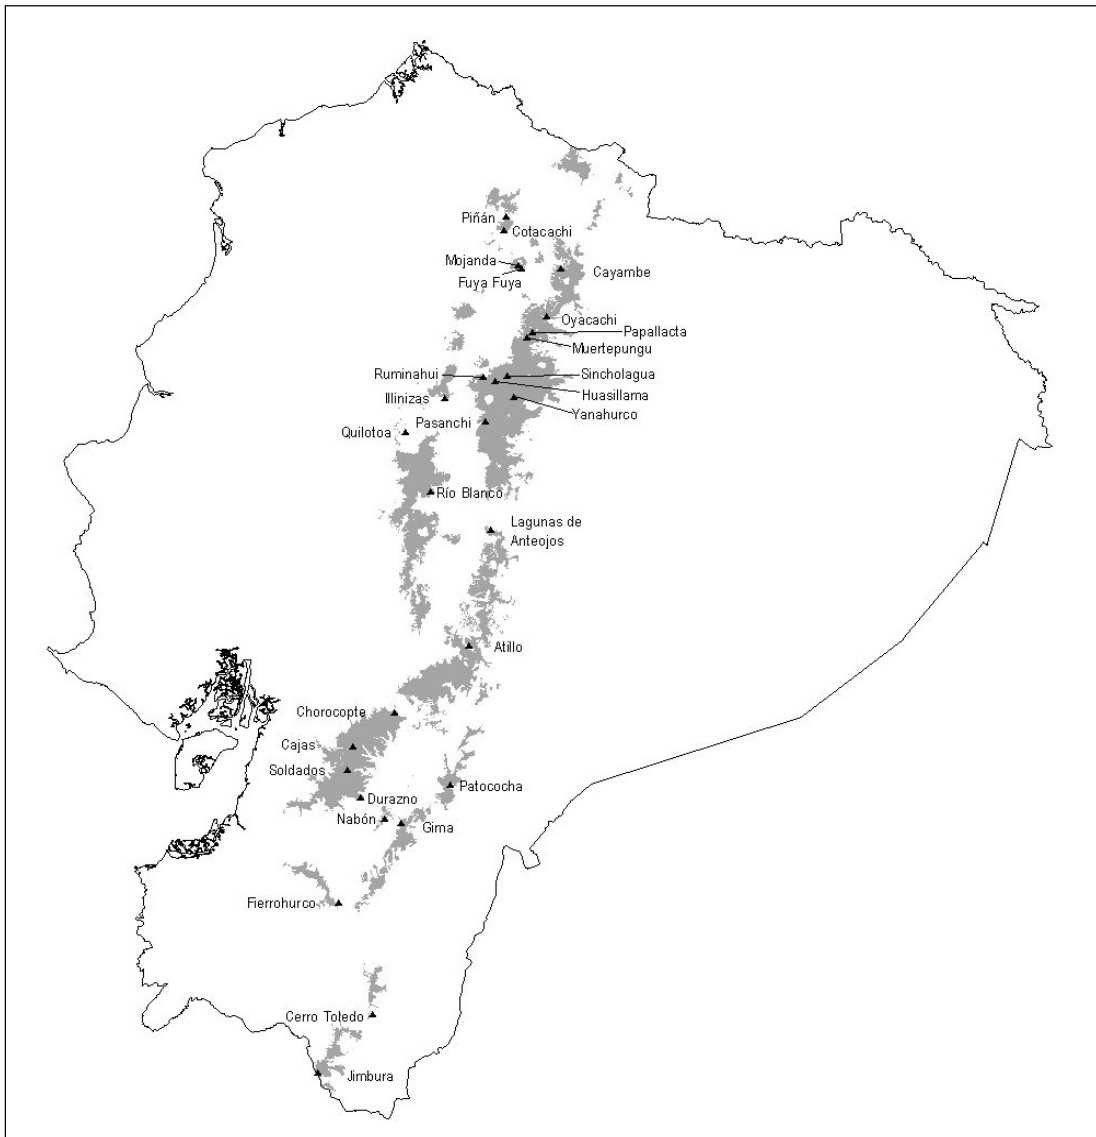 Piñán
Cotacachi
Mojanda
Fuya Fuya
Cayambe
Oyacachi
Papallacta
Muertepungu
Ruminahui
Sincholagua
Illinizas
Huasillama
Yanahurco
Pasanchi
Quilotoa
Río Blanco
Lagunas de
Anteojos
Atillo
Chorocopte
Cajas
Soldados
Patococha
Durazno
Nabón
Gima
Fierrohurco
Cerro Toledo
Jimbura